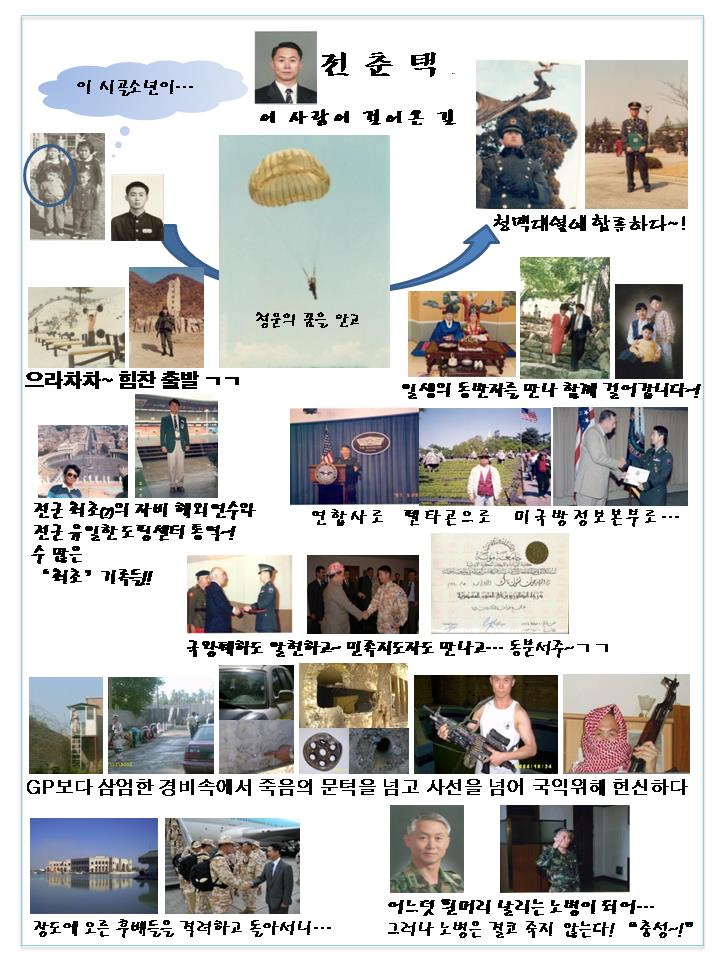 이 시골소년이…
전 춘 택
이 사람이 걸어온 길
청맥대열에 합류하다~!
청운의 꿈을 안고
으라차차~ 힘찬 출발 ㄱㄱ
일생의 동반자를 만나 함께 걸어갑니다~!
전군 최초(?)의 자비 해외연수와
전군 유일한 도핑센터 통역~!
수 많은
“최초” 기록들!!
연합사로 펜타곤으로 미국방정보본부로…
국왕폐하도 알현하고~ 민족지도자도 만나고… 동분서주~ㄱㄱ
GP보다 삼엄한 경비속에서 죽음의 문턱을 넘고 사선을 넘어 국익위해 헌신하다
장도에 오른 후배들을 격려하고 돌아서니…
어느덧 흰머리 날리는 노병이 되어…
그러나 노병은 결코 죽지 않는다! “충성~!”